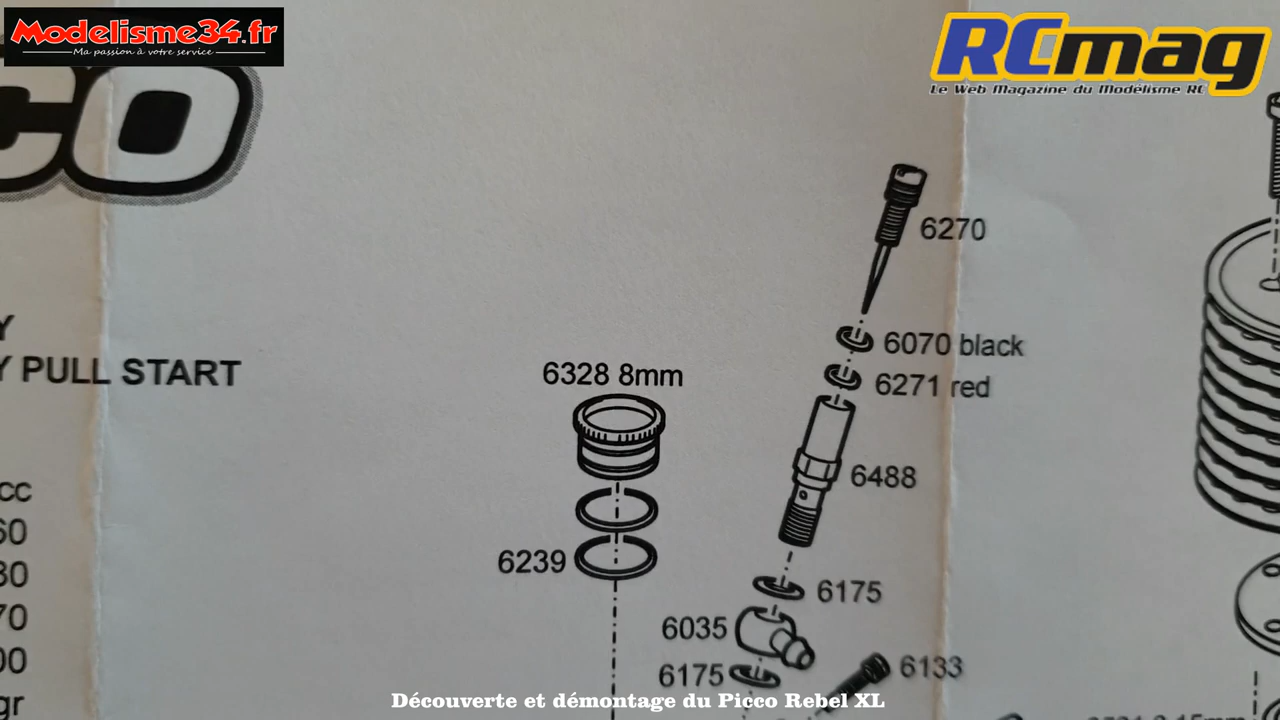 Modelisme34.fr
Ma passion à votre service
RCmag
Le Web Magazine du Modélisme RC
CO
Y
Y PULL START
cc
60
30
70
00
gr
6270
6070 black
6271 red
6328 8mm
6488
6239
6175
6035
6175
6133
Découverte et démontage du Picco Rebel XL